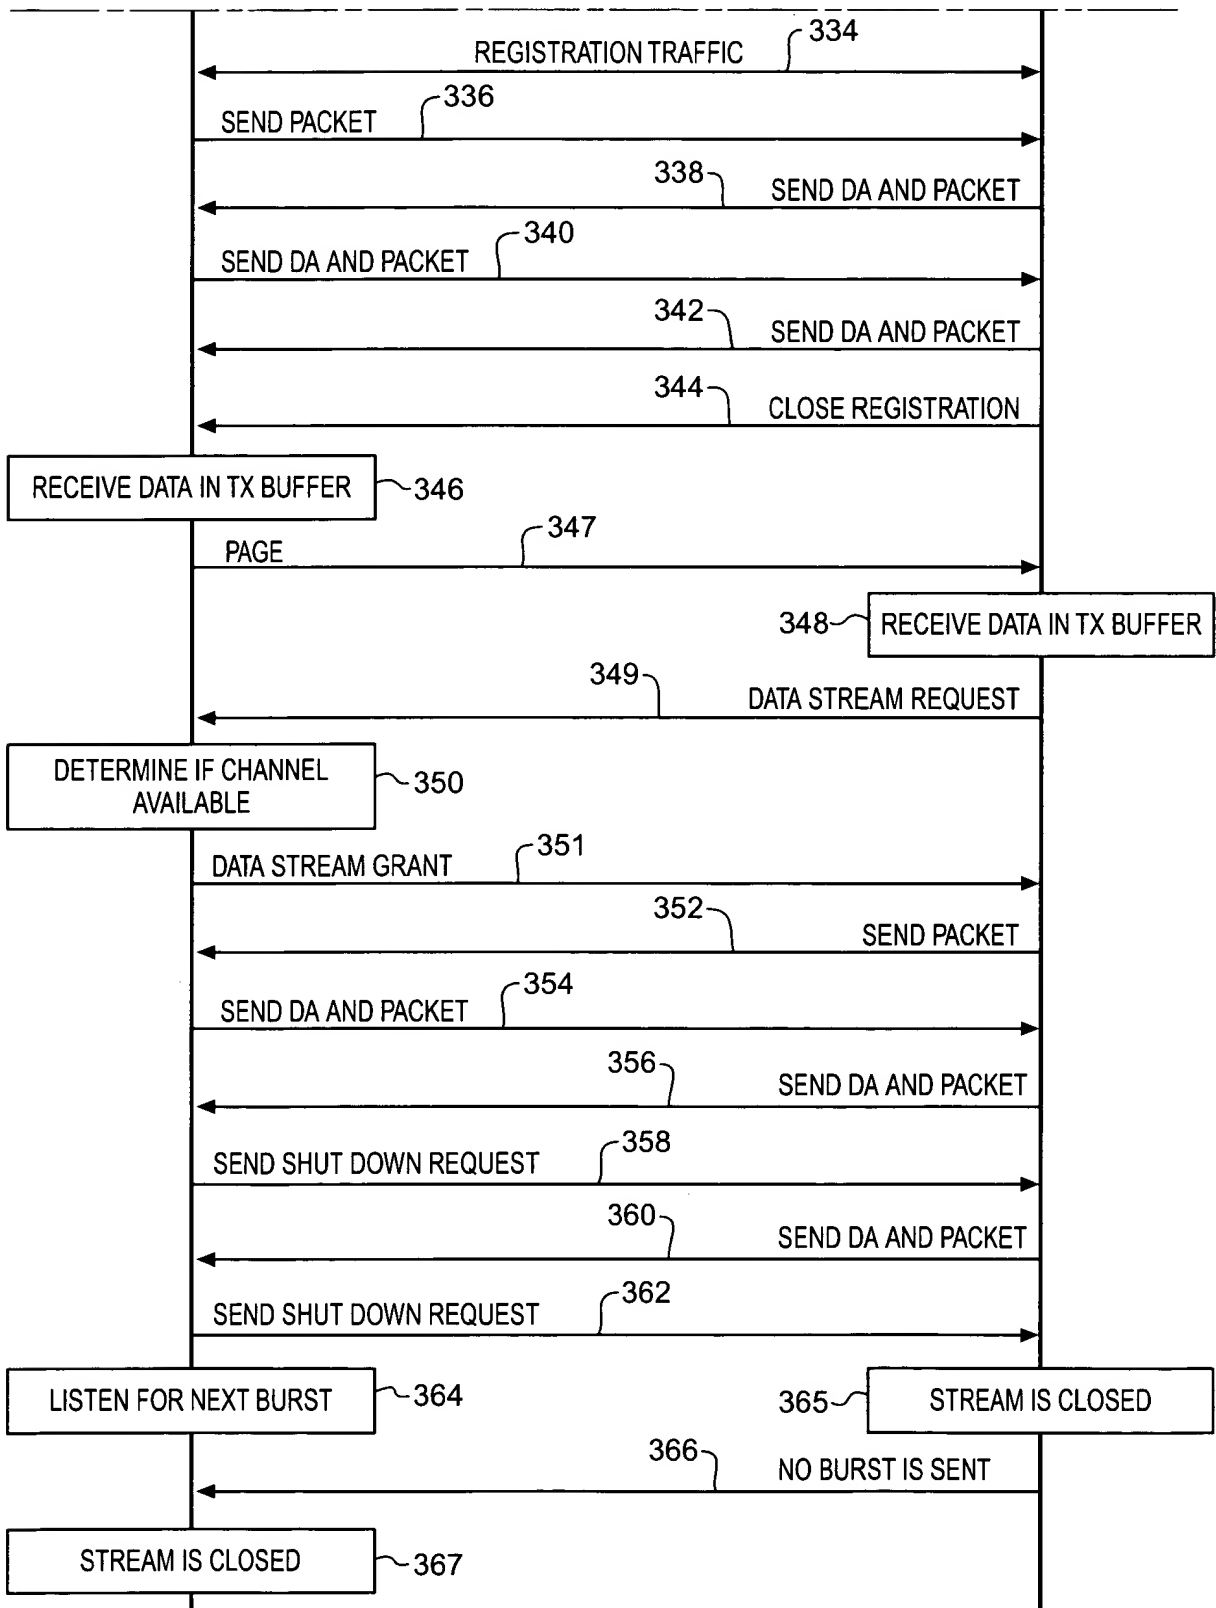 334
REGISTRATION TRAFFIC
336
SEND PACKET
338
SEND DA AND PACKET
340
SEND DA AND PACKET
342
SEND DA AND PACKET
344
CLOSE REGISTRATION
RECEIVE DATA IN TX BUFFER
346
347
PAGE
348
RECEIVE DATA IN TX BUFFER
349
DATA STREAM REQUEST
DETERMINE IF CHANNEL
AVAILABLE
350
351
DATA STREAM GRANT
352
SEND PACKET
354
SEND DA AND PACKET
356
SEND DA AND PACKET
358
SEND SHUT DOWN REQUEST
360
SEND DA AND PACKET
362
SEND SHUT DOWN REQUEST
LISTEN FOR NEXT BURST
364
365
STREAM IS CLOSED
366
NO BURST IS SENT
STREAM IS CLOSED
367